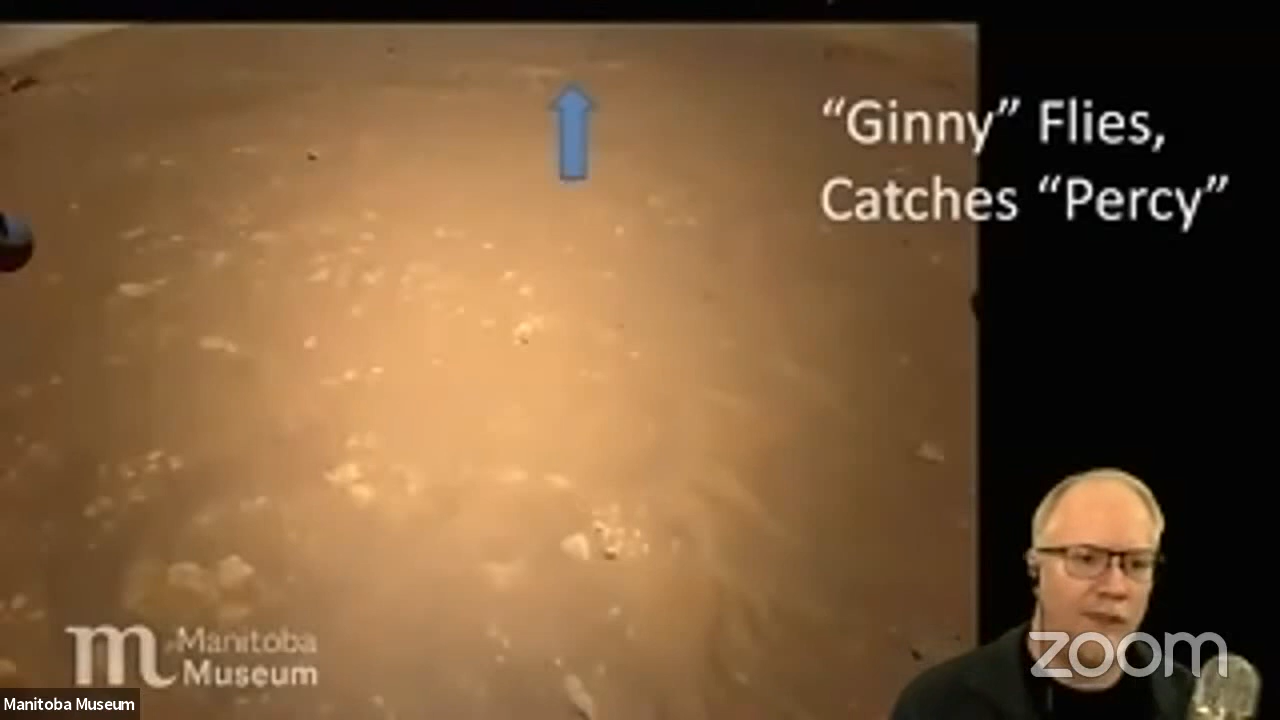 “Ginny” Flies,
Catches “Percy”
m Manitoba
Museum
zoom
Manitoba Museum